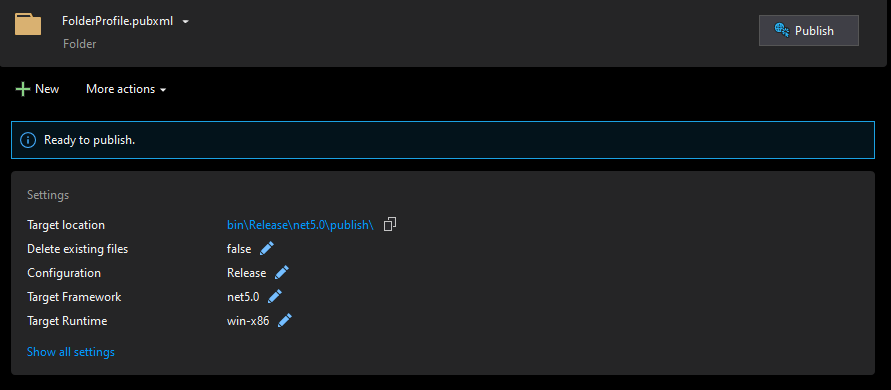 FolderProfile.pubxml
Folder
Publish
New
More actions
Ready to publish.
Settings
Target location bin\Release\net5.0\publish\
Delete existing files false
Configuration Release
Target Framework net5.0
Target Runtime win-x86
Show all settings